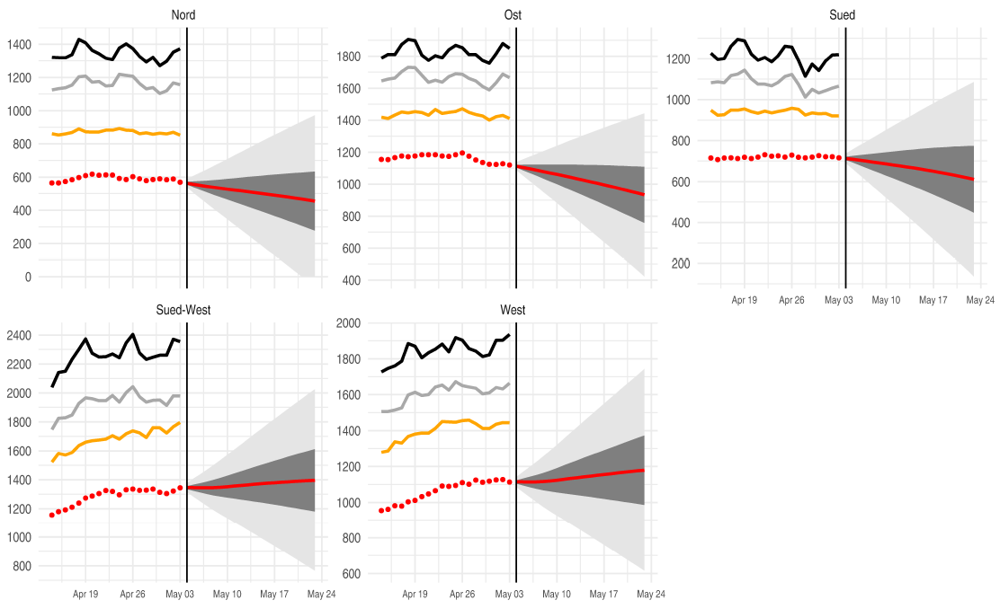 Nord
1400
1200
1000
800
600
400
200
0
Ost
1800
1600
1400
1200
1000
800
600
400
Sued
1200
1000
800
600
400
200
Apr 19
Apr 26
May 03
May 10
May 17
May 24
Sued-West
2400
2200
2000
1800
1600
1400
1200
1000
800
Apr 19
Apr 26
May 03
May 10
May 17
May 24
West
2000
1800
1600
1400
1200
1000
800
600
Apr 19
Apr 26
May 03
May 10
May 17
May 24